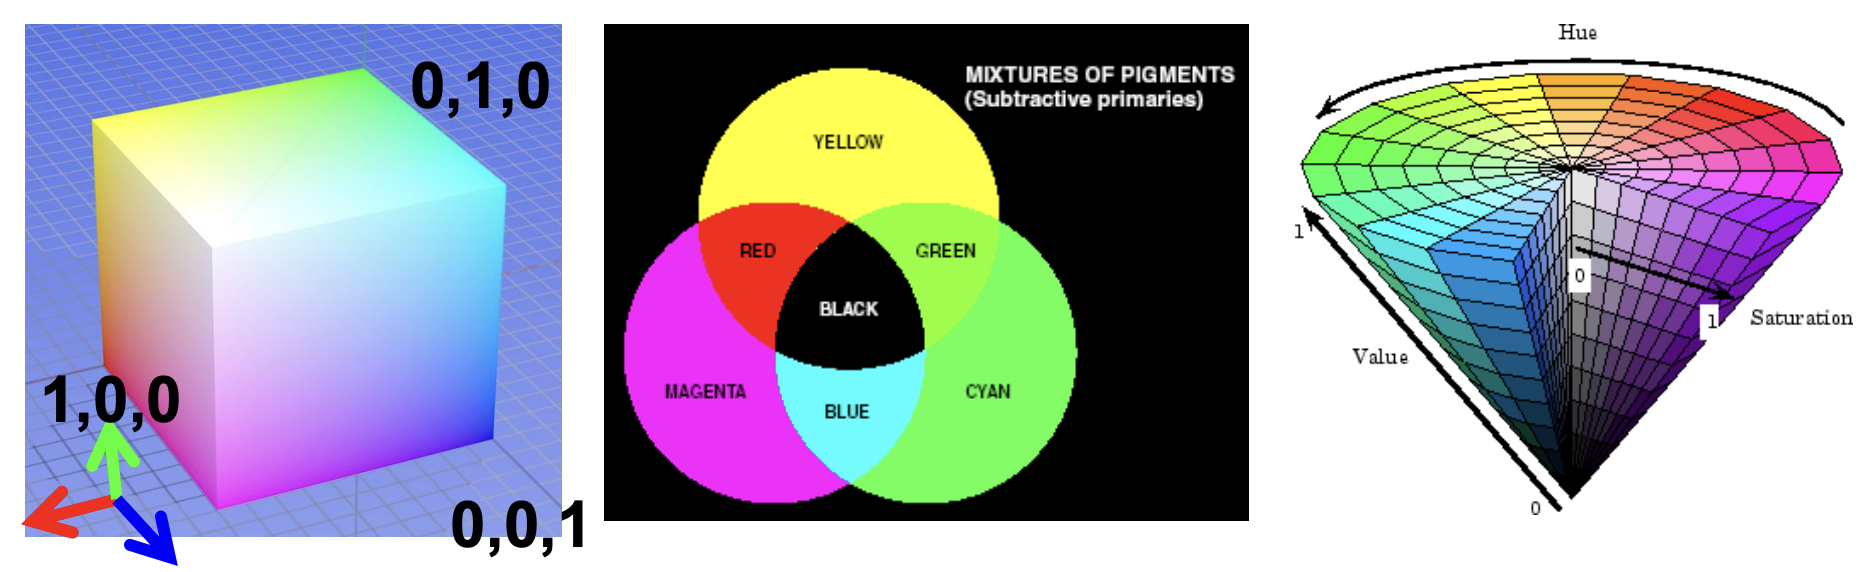 0,1,0
1,0,0
0,0,1
MIXTURES OF PIGMENTS
(Subtractive primaries)
YELLOW
RED
GREEN
BLACK
MAGENTA
CYAN
BLUE
Hue
1
0
1
Saturation
Value
0